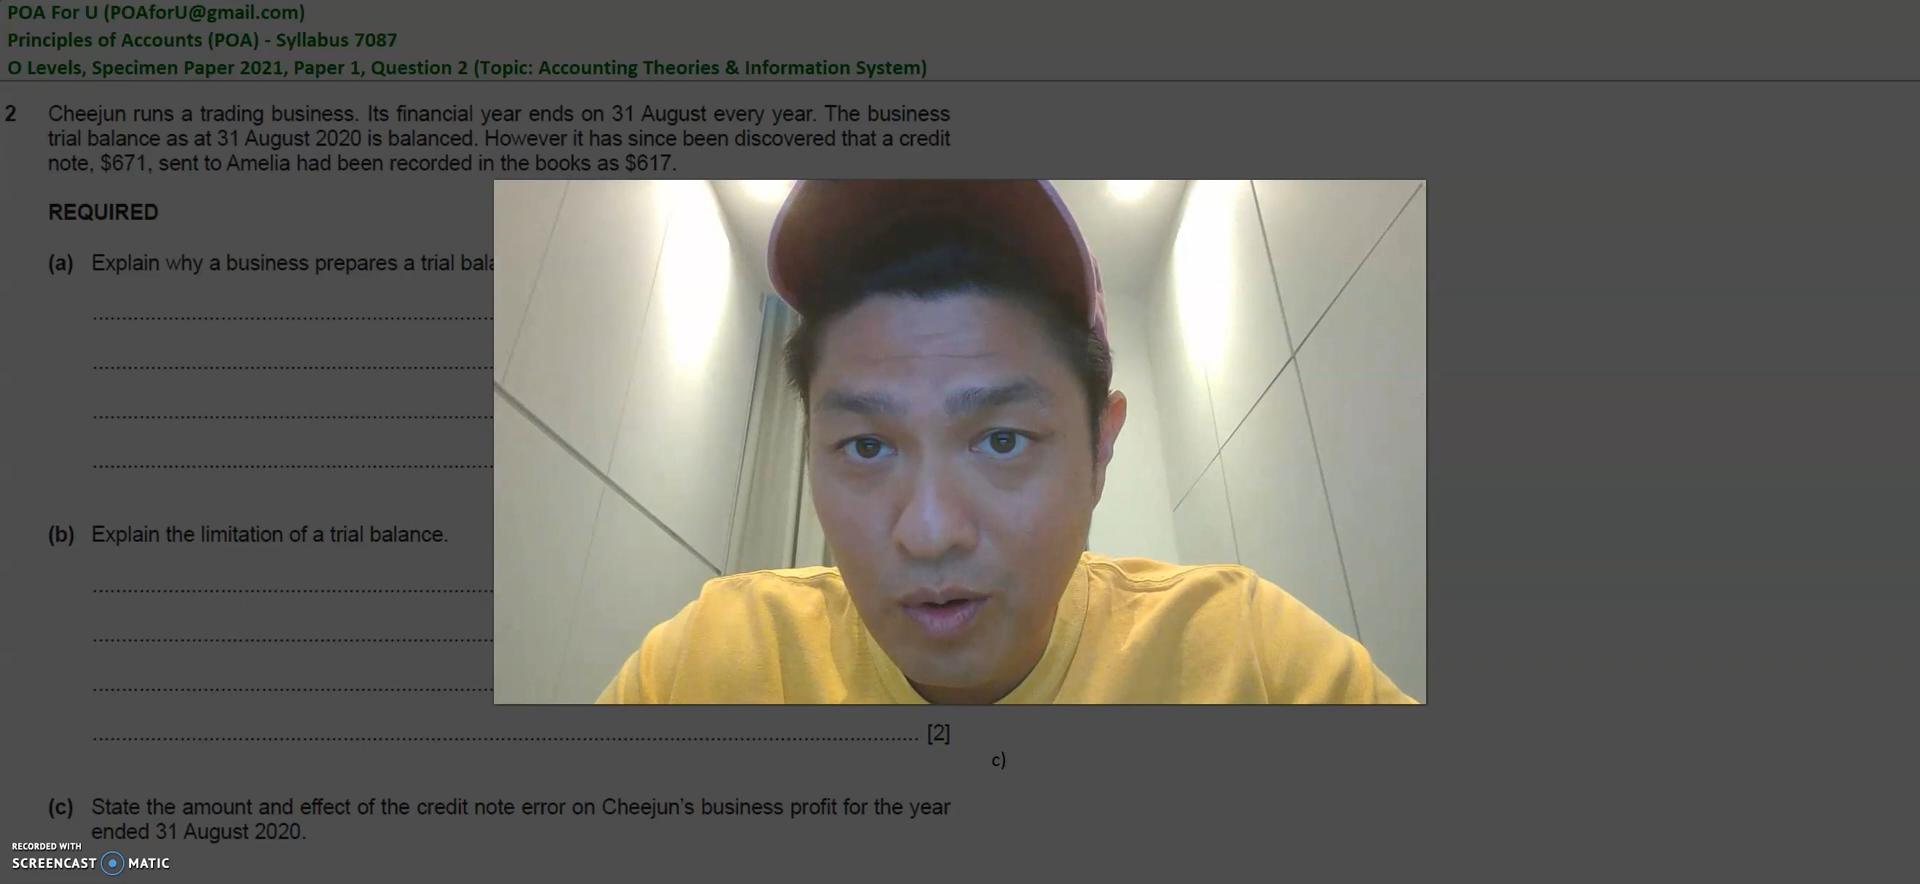 POA For U (POAforU@gmail.com)
Principles of Accounts (POA) - Syllabus 7087
O Levels, Specimen Paper 2021, Paper 1, Question 2 (Topic: Accounting Theories & Information System)
2 Cheejun runs a trading business. Its financial year ends on 31 August every year. The business
trial balance as at 31 August 2020 is balanced. However it has since been discovered that a credit
note, $671, sent to Amelia had been recorded in the books as $617.
REQUIRED
(a) Explain why a business prepares a trial
(b) Explain the limitation of a trial balance.
[2]
c)
(c) State the amount and effect of the credit note error on Cheejun's business profit for the year
ended 31 August 2020.
RECORDED WITH
SCREENCAST MATIC